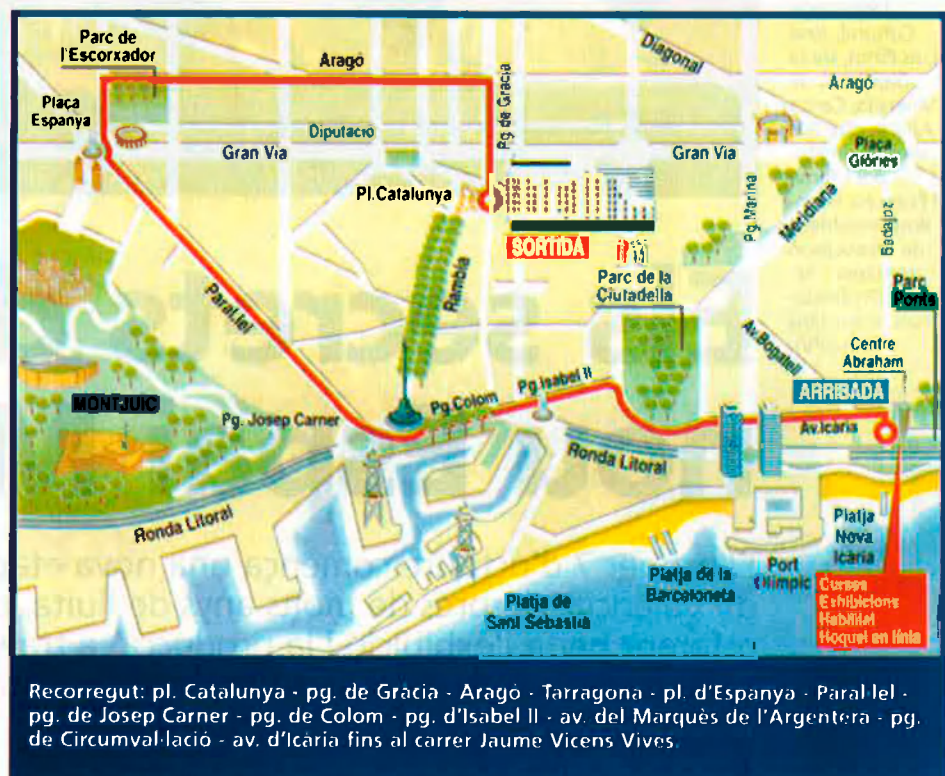 Parc de
l'Escorxador
Aragó
Diagonal
Aragó
Plaça
Espanya
Pg. de Gràcia
Diputació
Gran Via
Gran Via
Plaça
Glòries
Pl. Catalunya
Pg. Marina
Meridiana
Badajoz
SORTIDA
Rambla
Parc de la
Ciutadella
Paral.lel
Parc
Ponts
Av. Bogatell
Centre
Abraham
Pg. Isabel II
ARRIBADA
MONTJUIC
Pg. Josep Carner
Pg. Colom
Av. Icària
Ronda Litoral
Ronda Litoral
Platja
Nova
Icària
Port
Olímpic
Platja de la
Barceloneta
Platja de
Sant Sebastià
Curses
Exhibicions
Habilitat
Hoquei en línia
Recorregut: pl. Catalunya - pg. de Gràcia - Aragó - Tarragona - pl. d'Espanya - Paral·lel -
pg. de Josep Carner - pg. de Colom - pg. d'Isabel II - av. del Marquès de l'Argentera - pg.
de Circumval·lació - av. d'Icària fins al carrer Jaume Vicens Vives.